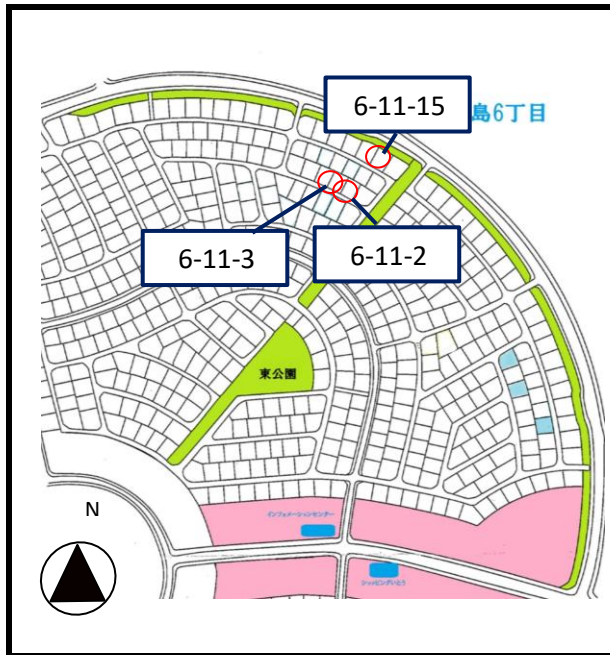 6-11-15
島6丁目
6-11-3
6-11-2
東公園
N
インフォメーションセンター
ショッピングいとう